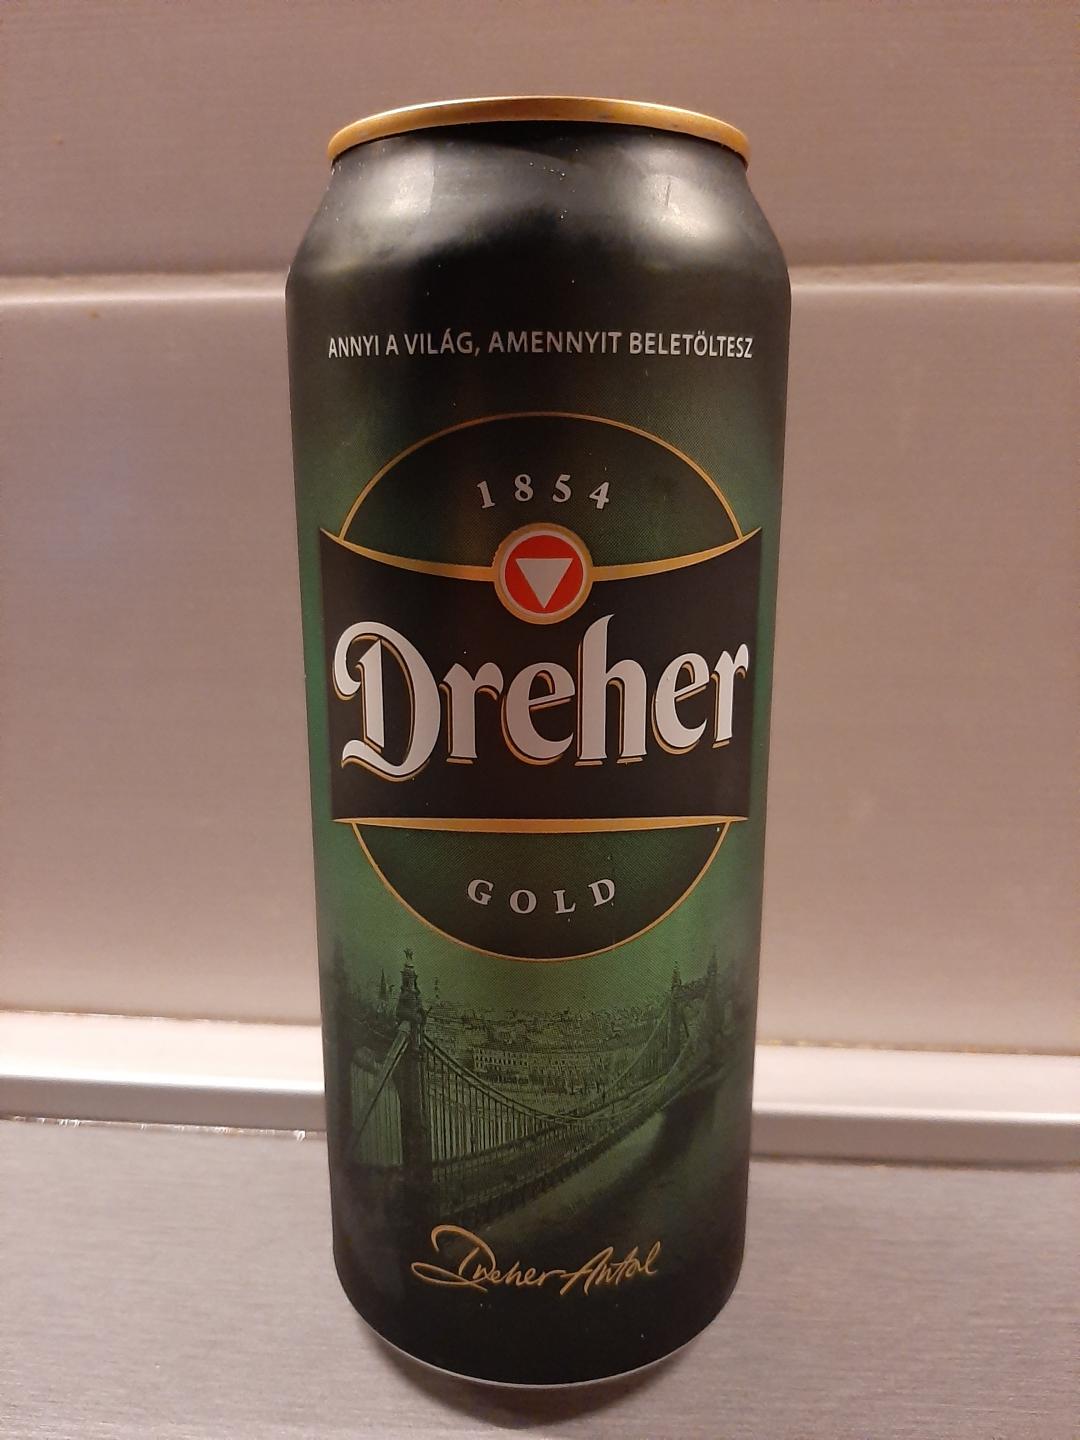 ANNYI A VILÁG, AMENNYIT BELETÖLTESZ
1854
Dreher
GOLD
Dreher Antal